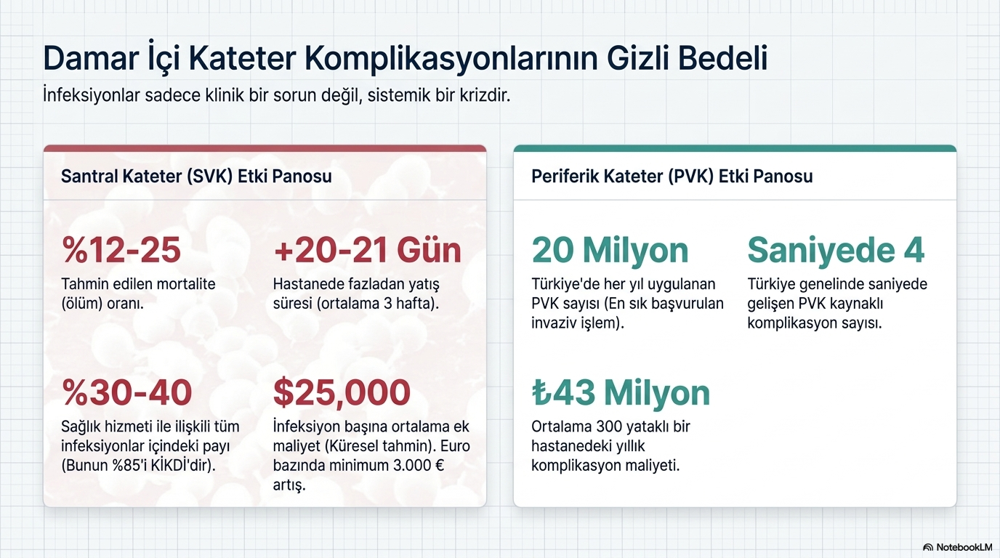 Damar İçi Kateter Komplikasyonlarının Gizli Bedeli
İnfeksiyonlar sadece klinik bir sorun değil, sistemik bir krizdir.
Santral Kateter (SVK) Etki Panosu
%12-25
Tahmin edilen mortalite
(ölüm) oranı.
+20-21 Gün
Hastanede fazladan yatış
süresi (ortalama 3 hafta).
%30-40
Sağlık hizmeti ile ilişkili tüm
infeksiyonlar içindeki payı
(Bunun %85'i KİKDİ'dir).
$25,000
İnfeksiyon başına ortalama ek
maliyet (Küresel tahmin). Euro
bazında minimum 3.000 €
artış.
Periferik Kateter (PVK) Etki Panosu
20 Milyon
Türkiye'de her yıl uygulanan
PVK sayısı (En sık başvurulan
invaziv işlem).
Saniyede 4
Türkiye genelinde saniyede
gelişen PVK kaynaklı
komplikasyon sayısı.
₺43 Milyon
Ortalama 300 yataklı bir
hastanedeki yıllık
komplikasyon maliyeti.
NotebookLM